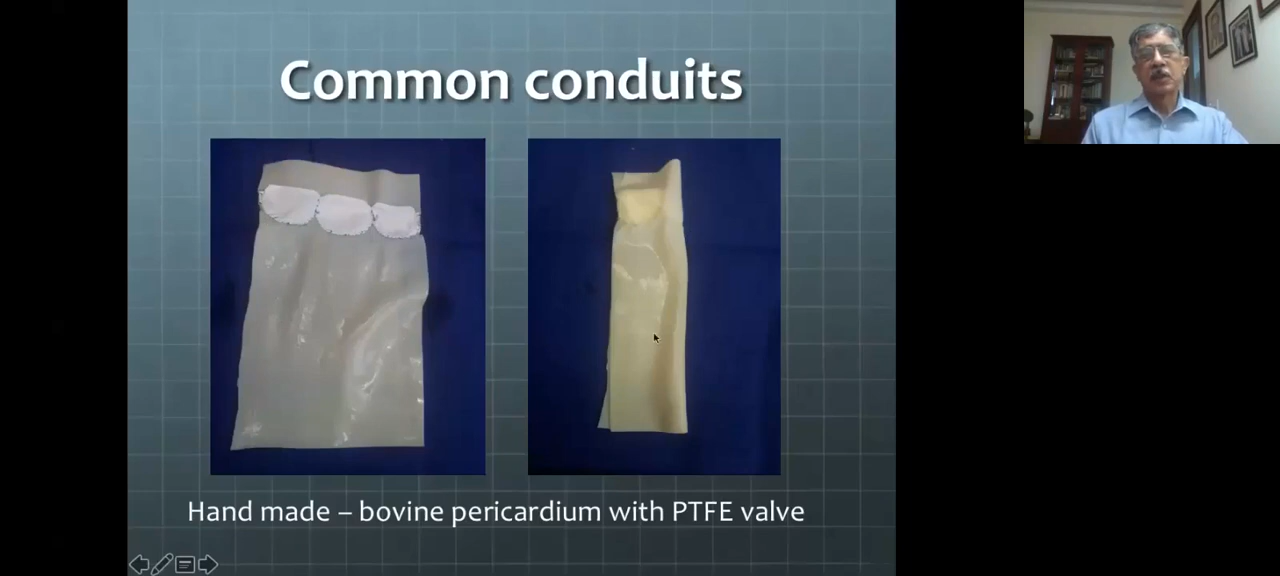 Common conduits
Hand made – bovine pericardium with PTFE valve